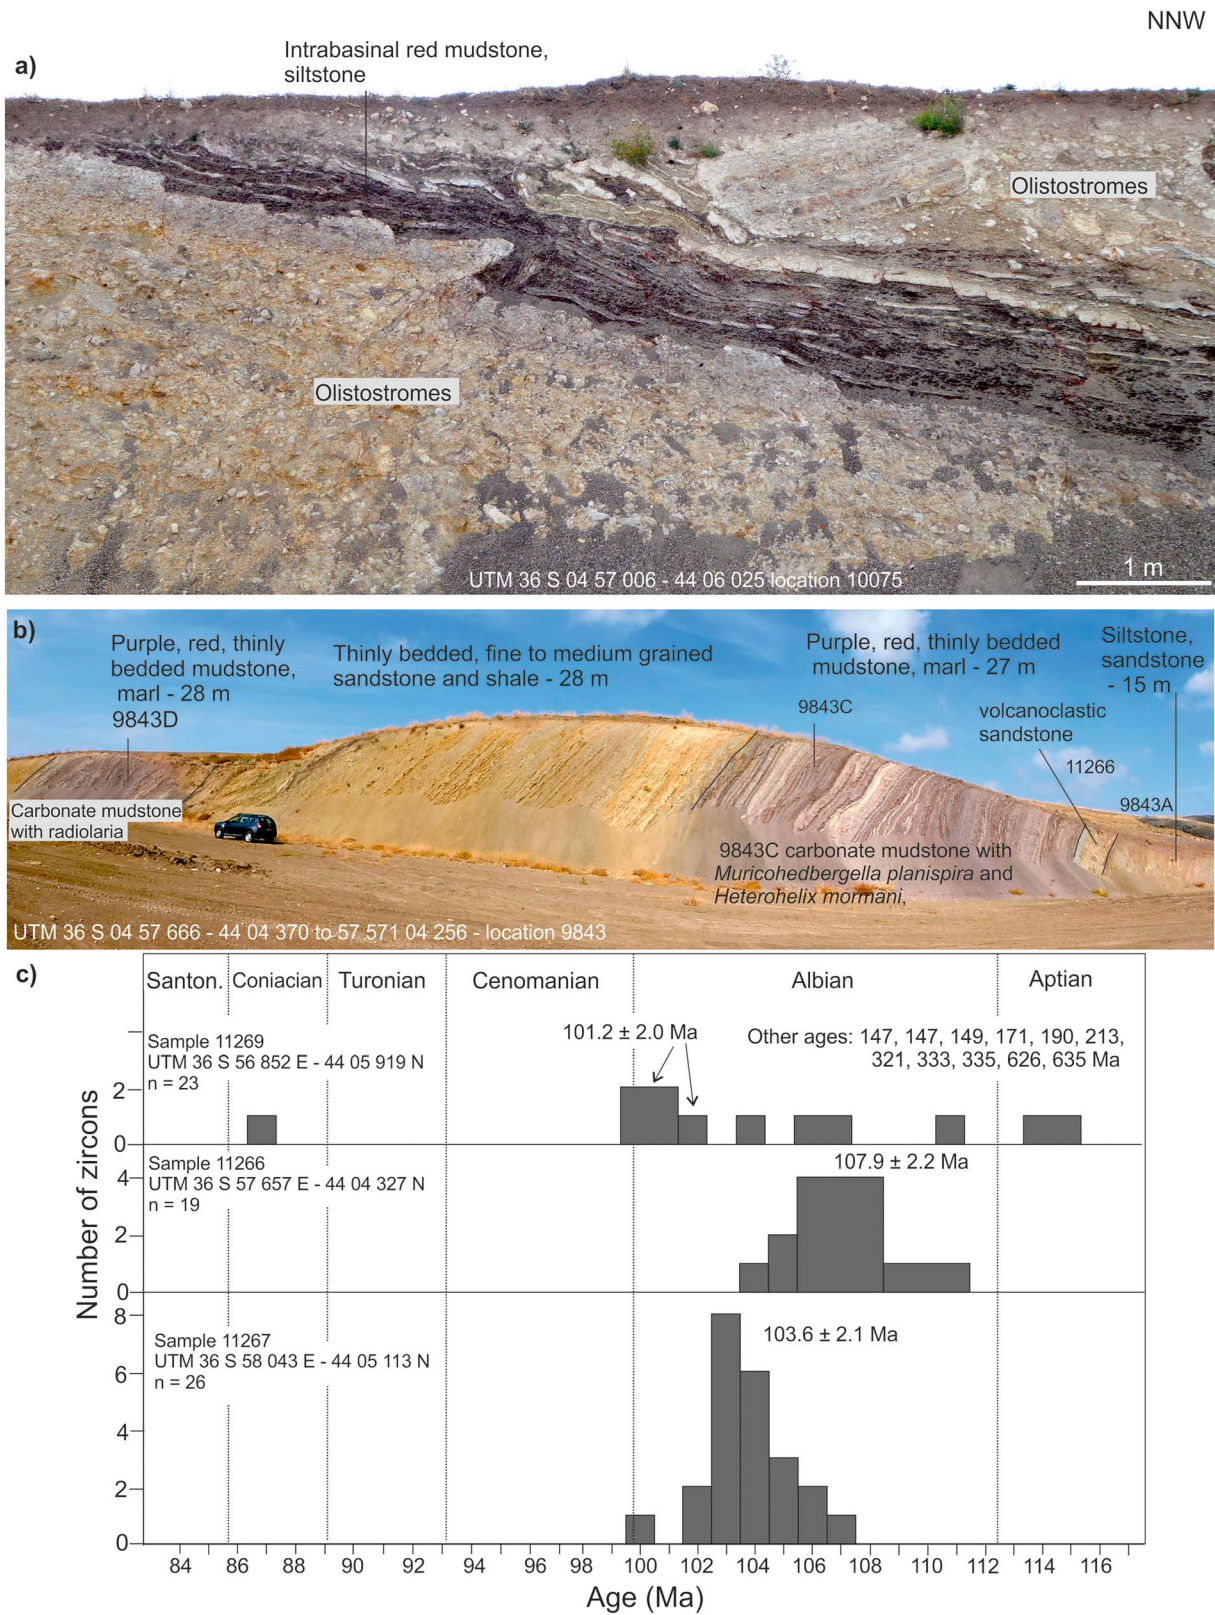 NNW
a)
Intrabasinal red mudstone,
siltstone
Olistostromes
Olistostromes
UTM 36 S 04 57 006 - 44 06 025 location 10075
1 m
b)
Purple, red, thinly
bedded mudstone,
marl - 28 m
9843D
Thinly bedded, fine to medium grained
sandstone and shale - 28 m
Purple, red, thinly bedded
mudstone, marl - 27 m
9843C
Siltstone,
sandstone
- 15 m
volcanoclastic
sandstone
11266
9843A
Carbonate mudstone
with radiolaria
9843C carbonate mudstone with
Muricohedbergella planispira and
Heterohelix mormani,
UTM 36 S 04 57 666 - 44 04 370 to 57 571 04 256 - location 9843
c)
Santon. Coniacian Turonian Cenomanian Albian Aptian
Sample 11269
UTM 36 S 56 852 E - 44 05 919 N
n = 23
101.2 ± 2.0 Ma
Other ages: 147, 147, 149, 171, 190, 213,
321, 333, 335, 626, 635 Ma
2
0
Sample 11266
UTM 36 S 57 657 E - 44 04 327 N
n = 19
107.9 ± 2.2 Ma
4
2
0
Sample 11267
UTM 36 S 58 043 E - 44 05 113 N
n = 26
103.6 ± 2.1 Ma
8
6
4
2
0
Number of zircons
84 86 88 90 92 94 96 98 100 102 104 106 108 110 112 114 116
Age (Ma)